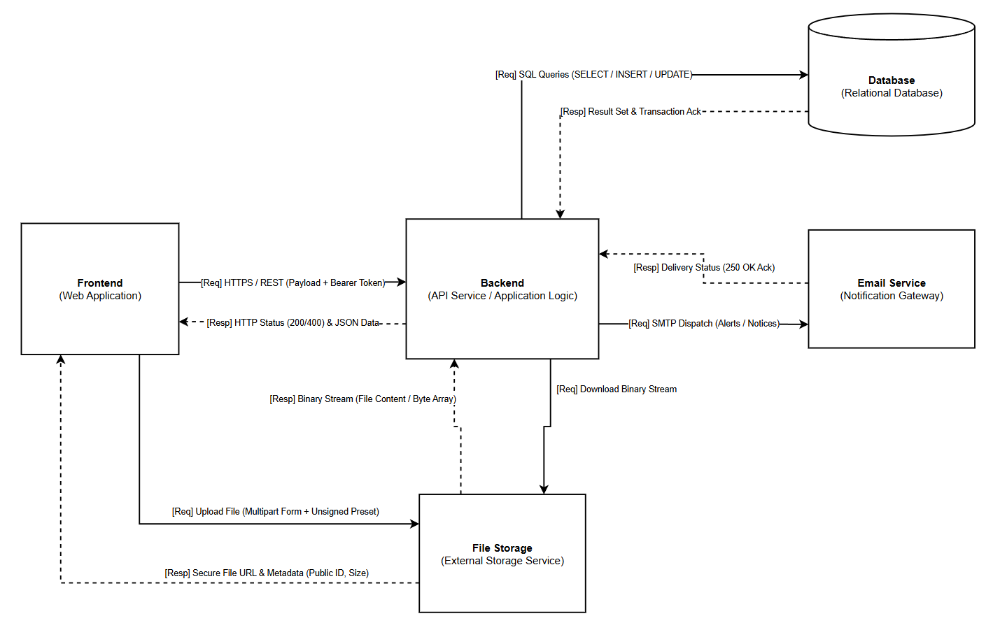 [Req] SQL Queries (SELECT / INSERT / UPDATE)
Database
(Relational Database)
[Resp] Result Set & Transaction Ack
Frontend
(Web Application)
[Req] HTTPS / REST (Payload + Bearer Token)
[Resp] HTTP Status (200/400) & JSON Data
Backend
(API Service / Application Logic)
[Resp] Delivery Status (250 OK Ack)
[Req] SMTP Dispatch (Alerts / Notices)
Email Service
(Notification Gateway)
[Resp] Binary Stream (File Content / Byte Array)
[Req] Download Binary Stream
[Req] Upload File (Multipart Form + Unsigned Preset)
File Storage
(External Storage Service)
[Resp] Secure File URL & Metadata (Public ID, Size)